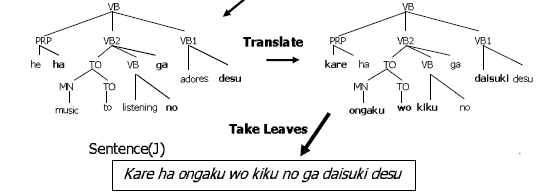 VB VB
PRP VB2 VB1 Translate PRP VB2 VB1
he ha TO VB ga adores desu kare ha TO VB ga daisuki desu
MN TO listening no MN TO kiku no
music to ongaku wo
Take Leaves
Sentence(J)
Kare ha ongaku wo kiku no ga daisuki desu